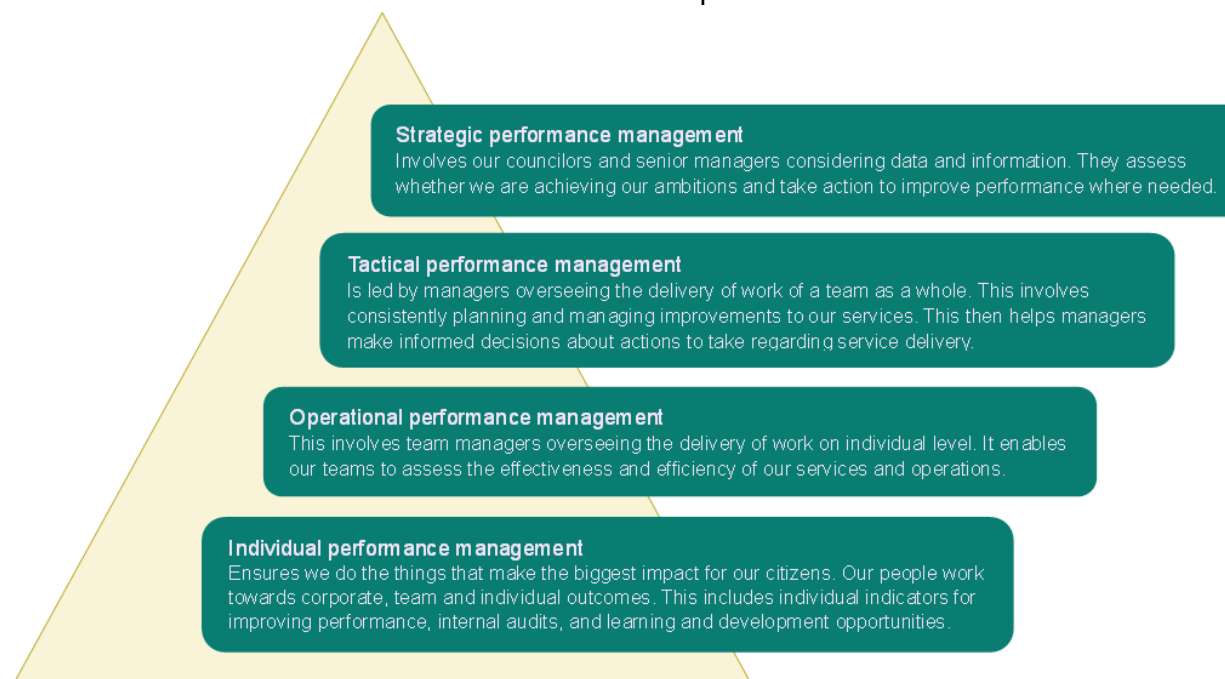 Strategic performance management
Involves our councilors and senior managers considering data and information. They assess
whether we are achieving our ambitions and take action to improve performance where needed.
Tactical performance management
Is led by managers overseeing the delivery of work of a team as a whole. This involves
consistently planning and managing improvements to our services. This then helps managers
make informed decisions about actions to take regarding service delivery.
Operational performance management
This involves team managers overseeing the delivery of work on individual level. It enables
our teams to assess the effectiveness and efficiency of our services and operations.
Individual performance management
Ensures we do the things that make the biggest impact for our citizens. Our people work
towards corporate, team and individual outcomes. This includes individual indicators for
improving performance, internal audits, and learning and development opportunities.